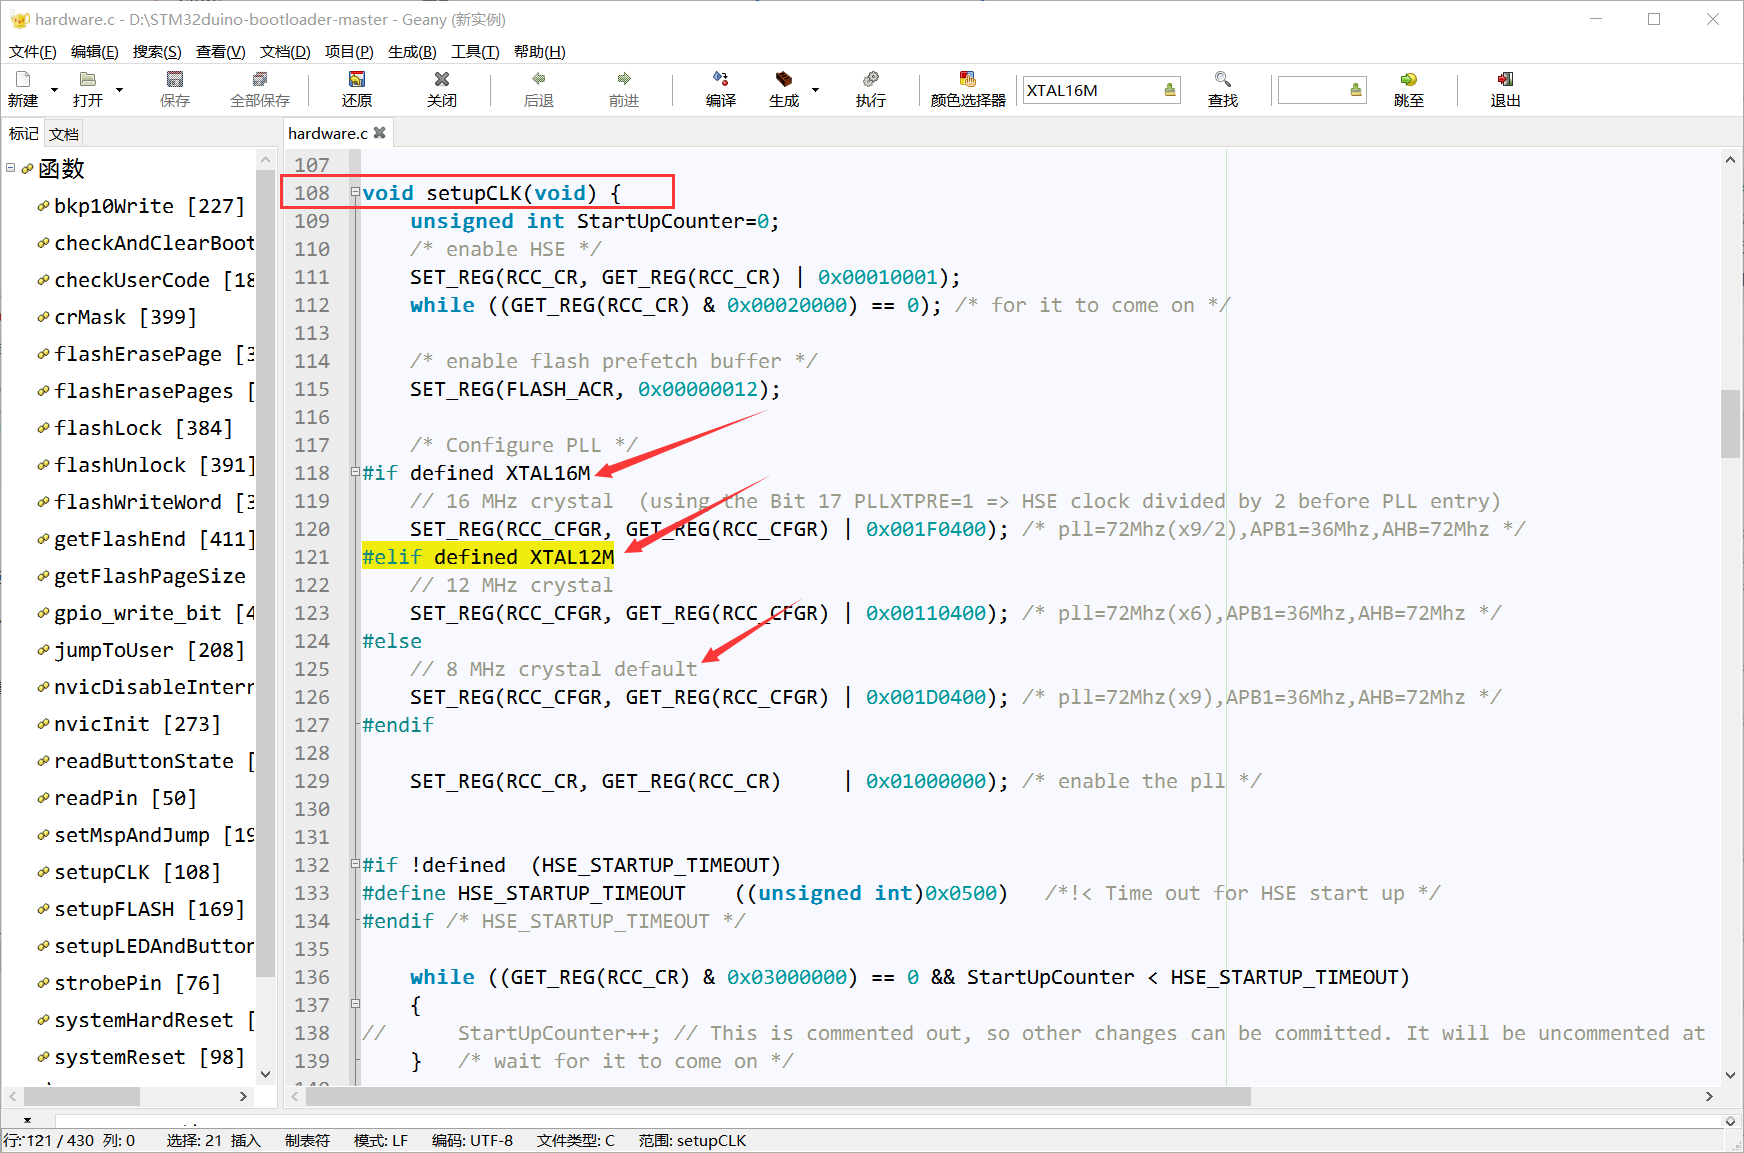 hardware.c - D:\STM32duino-bootloader-master - Geany (新实例)
文件(F) 编辑(E) 搜索(S) 查看(V) 文档(D) 项目(P) 生成(B) 工具(T) 帮助(H)
新建 打开 保存 全部保存 还原 关闭 后退 前进 编译 生成 执行 颜色选择器 XTAL16M 查找 跳至 退出
标记 文档
函数
bkp10Write [227]
checkAndClearBoot
checkUserCode [18
crMask [399]
flashErasePage [3
flashErasePages [
flashLock [384]
flashUnlock [391]
flashWriteWord [3
getFlashEnd [411]
getFlashPageSize
gpio_write_bit [4
jumpToUser [208]
nvicDisableInterr
nvicInit [273]
readButtonState [
readPin [50]
setMspAndJump [19
setupCLK [108]
setupFLASH [169]
setupLEDAndButton
strobePin [76]
systemHardReset [
systemReset [98]
hardware.c
107
108 void setupCLK(void) {
109     unsigned int StartUpCounter=0;
110     /* enable HSE */
111     SET_REG(RCC_CR, GET_REG(RCC_CR) | 0x00010001);
112     while ((GET_REG(RCC_CR) & 0x00020000) == 0); /* for it to come on */
113
114     /* enable flash prefetch buffer */
115     SET_REG(FLASH_ACR, 0x00000012);
116
117     /* Configure PLL */
118 #if defined XTAL16M
119     // 16 MHz crystal  (using the Bit 17 PLLXTPRE=1 => HSE clock divided by 2 before PLL entry)
120     SET_REG(RCC_CFGR, GET_REG(RCC_CFGR) | 0x001F0400); /* pll=72Mhz(x9/2),APB1=36Mhz,AHB=72Mhz */
121 #elif defined XTAL12M
122     // 12 MHz crystal
123     SET_REG(RCC_CFGR, GET_REG(RCC_CFGR) | 0x00110400); /* pll=72Mhz(x6),APB1=36Mhz,AHB=72Mhz */
124 #else
125     // 8 MHz crystal default
126     SET_REG(RCC_CFGR, GET_REG(RCC_CFGR) | 0x001D0400); /* pll=72Mhz(x9),APB1=36Mhz,AHB=72Mhz */
127 #endif
128
129     SET_REG(RCC_CR, GET_REG(RCC_CR)     | 0x01000000); /* enable the pll */
130
131
132 #if !defined  (HSE_STARTUP_TIMEOUT)
133 #define HSE_STARTUP_TIMEOUT    ((unsigned int)0x0500)   /*!< Time out for HSE start up */
134 #endif /* HSE_STARTUP_TIMEOUT */
135
136     while ((GET_REG(RCC_CR) & 0x03000000) == 0 && StartUpCounter < HSE_STARTUP_TIMEOUT)
137     {
138 //      StartUpCounter++; // This is commented out, so other changes can be committed. It will be uncommented at
139     }   /* wait for it to come on */
行: 121 / 430 列: 0 选择: 21 插入 制表符 模式: LF 编码: UTF-8 文件类型: C 范围: setupCLK